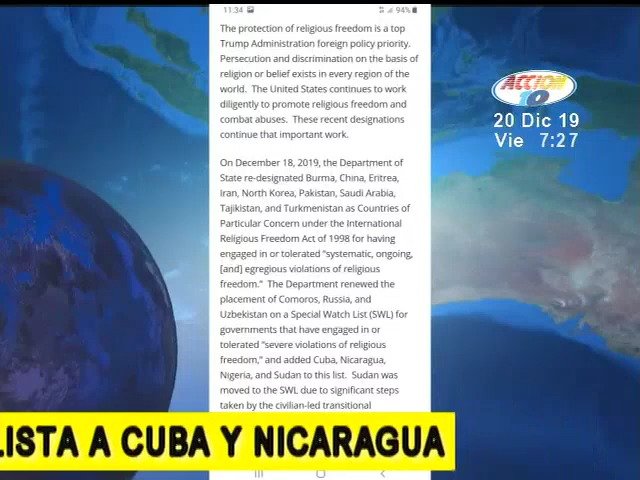 11:34
94%
The protection of religious freedom is a top
Trump Administration foreign policy priority.
Persecution and discrimination on the basis of
religion or belief exists in every region of the
world. The United States continues to work
diligently to promote religious freedom and
combat abuses. These recent designations
continue that important work.
On December 18, 2019, the Department of
State re-designated Burma, China, Eritrea,
Iran, North Korea, Pakistan, Saudi Arabia,
Tajikistan, and Turkmenistan as Countries of
Particular Concern under the International
Religious Freedom Act of 1998 for having
engaged in or tolerated “systematic, ongoing,
[and] egregious violations of religious
freedom.” The Department renewed the
placement of Comoros, Russia, and
Uzbekistan on a Special Watch List (SWL) for
governments that have engaged in or
tolerated “severe violations of religious
freedom,” and added Cuba, Nicaragua,
Nigeria, and Sudan to this list. Sudan was
moved to the SWL due to significant steps
taken by the civilian-led transitional
ACCION
10
20 Dic 19
Vie 7:27
LISTA A CUBA Y NICARAGUA